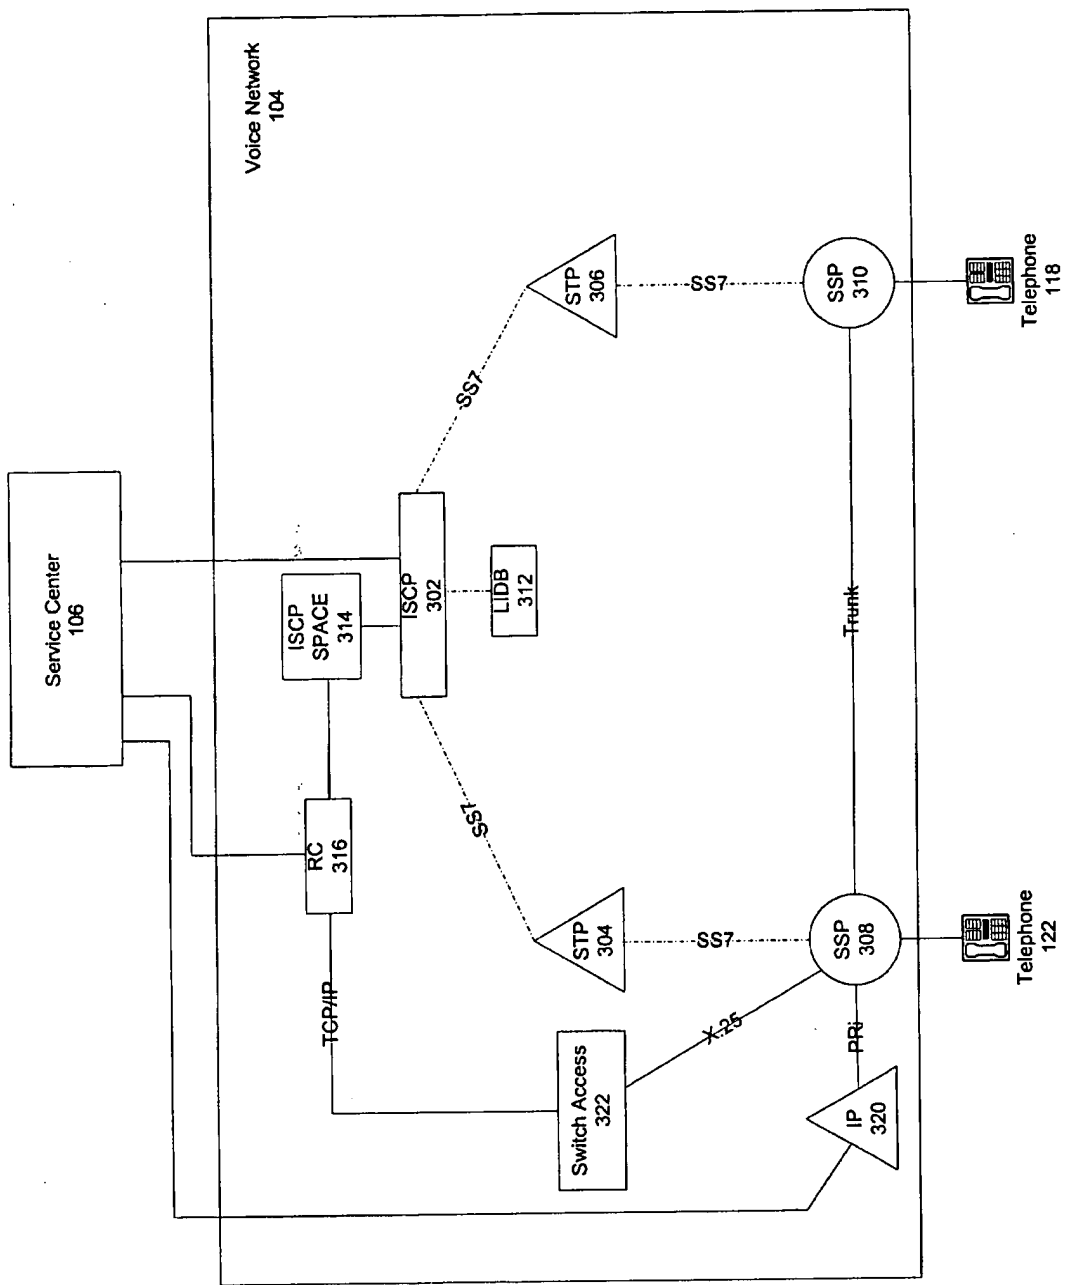 Service Center
106
Voice Network
104
ISCP
SPACE
314
RC
316
ISCP
302
LIDB
312
SS7
SS7
TCP/IP
STP
304
STP
306
SS7
SS7
Switch Access
322
X.25
Trunk
SSP
308
SSP
310
PRi
IP
320
Telephone
122
Telephone
118